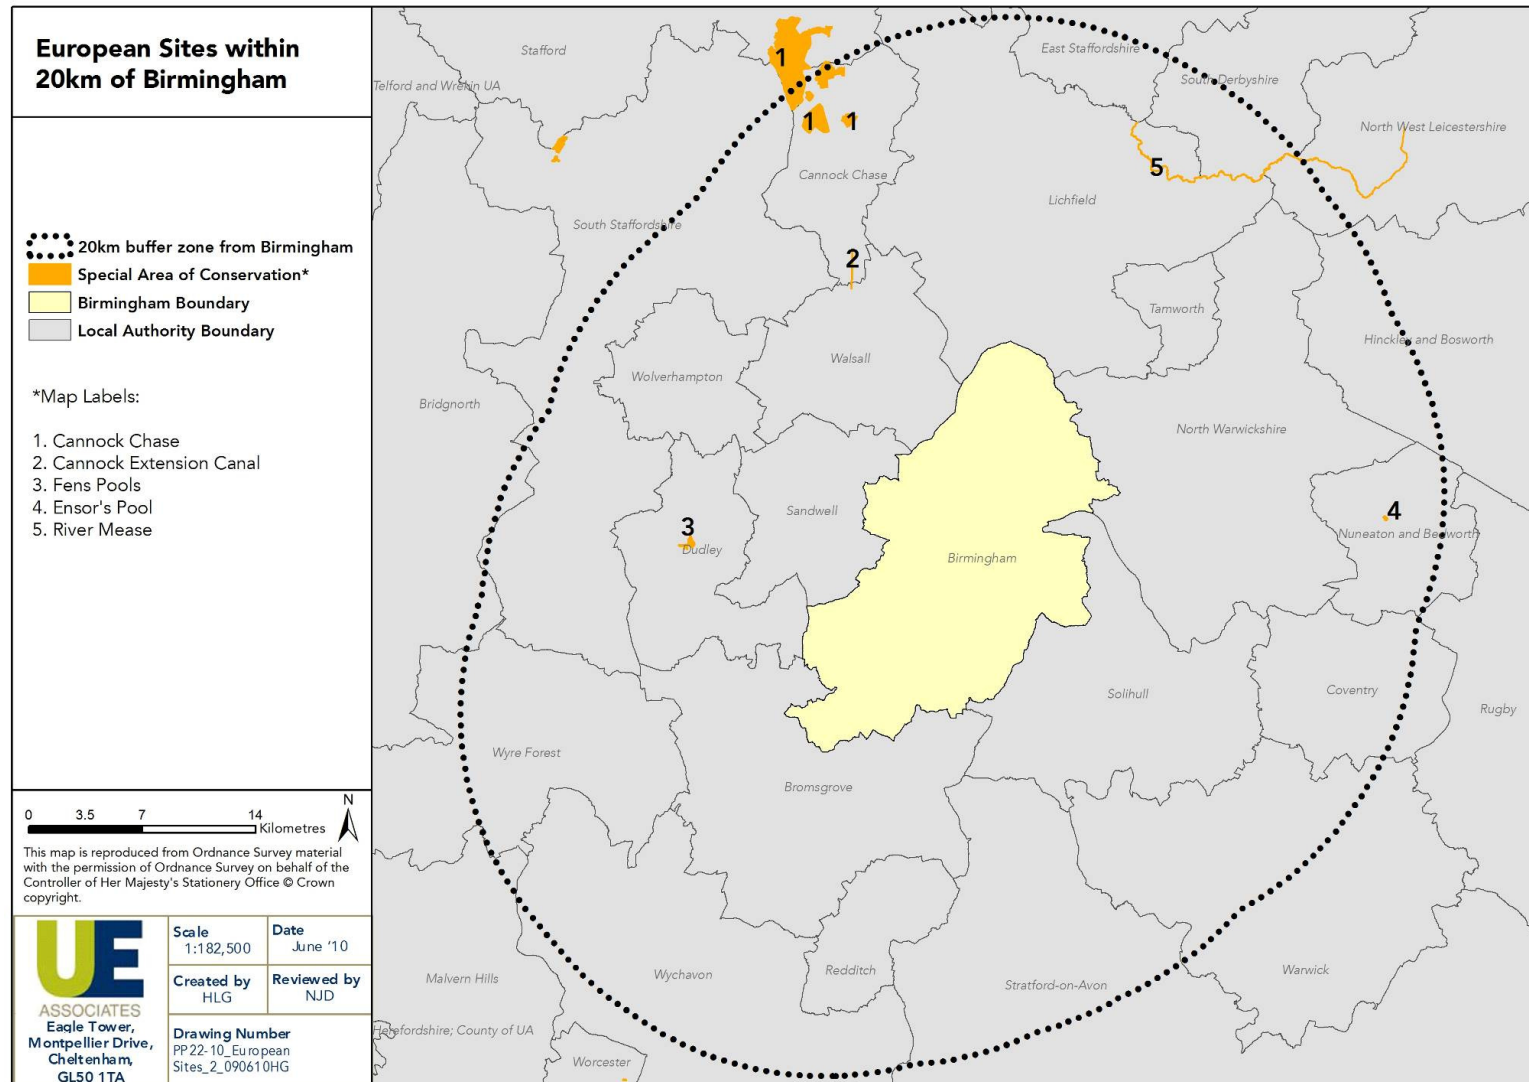 European Sites within
20km of Birmingham
20km buffer zone from Birmingham
Special Area of Conservation*
Birmingham Boundary
Local Authority Boundary
*Map Labels:
1. Cannock Chase
2. Cannock Extension Canal
3. Fens Pools
4. Ensor's Pool
5. River Mease
0 3.5 7 14
Kilometres
N
This map is reproduced from Ordnance Survey material
with the permission of Ordnance Survey on behalf of the
Controller of Her Majesty's Stationery Office © Crown
copyright.
UE
ASSOCIATES
Eagle Tower,
Montpellier Drive,
Cheltenham,
GL50 1TA
Scale
1:182,500
Date
June '10
Created by
HLG
Reviewed by
NJD
Drawing Number
PP22-10_European
Sites_2_090610HG
Stafford
1
East Staffordshire
South Derbyshire
Telford and Wrekin UA
1
1
North West Leicestershire
5
Cannock Chase
Lichfield
South Staffordshire
2
Tamworth
Hinckley and Bosworth
Walsall
Wolverhampton
Bridgnorth
North Warwickshire
Sandwell
4
3
Nuneaton and Bedworth
Dudley
Birmingham
Solihull
Coventry
Rugby
Wyre Forest
Bromsgrove
Malvern Hills
Wychavon
Redditch
Stratford-on-Avon
Warwick
Herefordshire; County of UA
Worcester